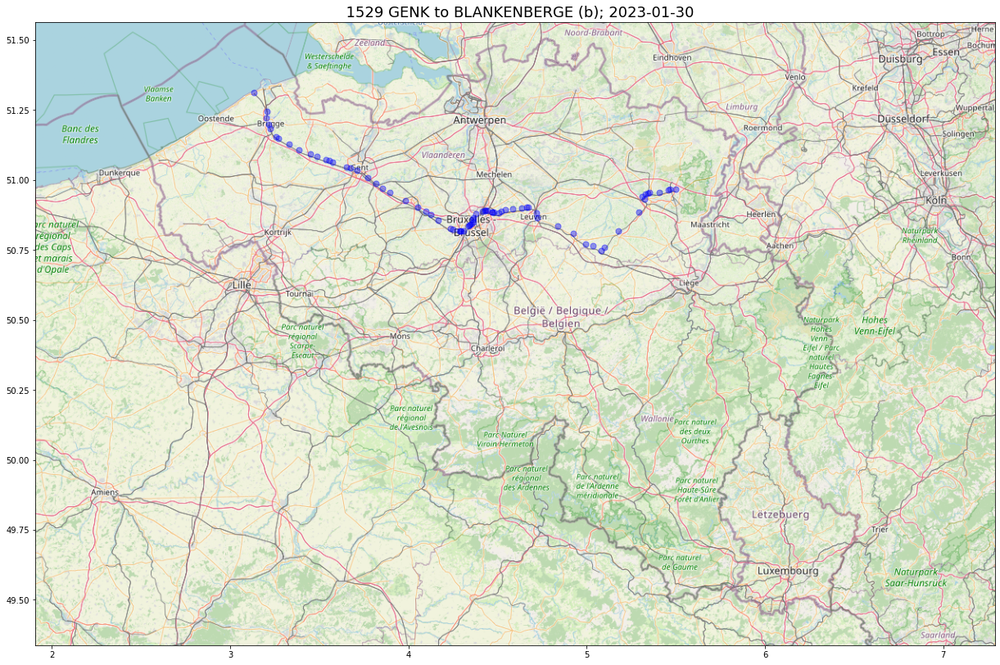 1529 GENK to BLANKENBERGE (b); 2023-01-30
51.50
51.25
51.00
50.75
50.50
50.25
50.00
49.75
49.50
2
3
4
5
6
7
Zeeland
Oosterschelde
Noord-Brabant
Bottrop
Herne
Essen
Bochum
Duisburg
Westerschelde
& Saeftinghe
Eindhoven
Venlo
Krefeld
Vlaamse
Banken
Limburg
Wuppertal
Oostende
Brugge
Antwerpen
Düsseldorf
Roermond
Solingen
Banc des
Flandres
Vlaanderen
Dunkerque
Gent
Mechelen
Leverkusen
Köln
Bruxelles -
Brussel
Leuven
Maastricht
Heerlen
Parc naturel
régional
des Caps
et marais
d'Opale
Kortrijk
Aachen
Naturpark
Rheinland
Bonn
Lille
Tournai
Liège
België / Belgique /
Belgien
Parc naturel
régional
Scarpe-
Escaut
Mons
Charleroi
Naturpark
Hohes
Venn
Eifel / Parc
naturel
Hautes
Fagnes
Eifel
Hohes
Venn-Eifel
Parc naturel
régional
de l'Avesnois
Wallonie
Parc Naturel
Viroin-Hermeton
Parc naturel
des deux
Ourthes
Parc naturel
régional
des Ardennes
Parc naturel
de l'Ardenne
méridionale
Parc naturel
Haute-Sûre
Forêt d'Anlier
Amiens
Lëtzebuerg
Trier
Parc naturel
de Gaume
Luxembourg
Naturpark
Saar-Hunsrück
Saarland